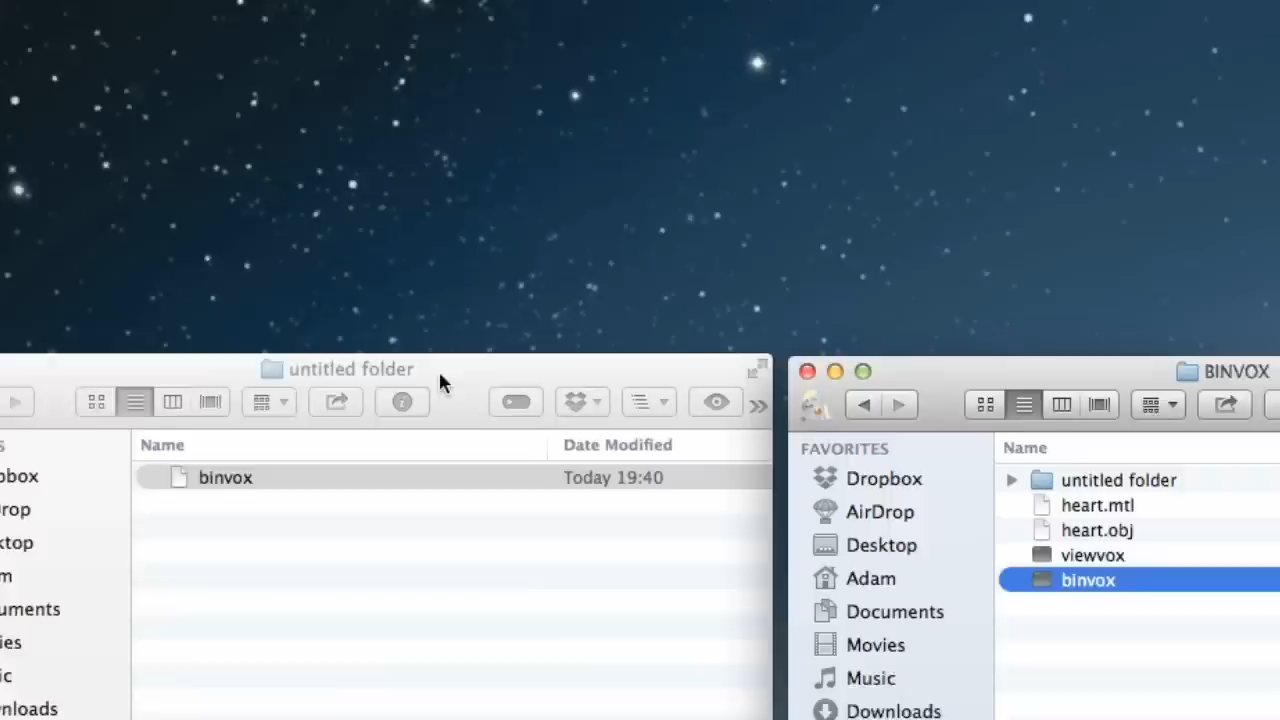 untitled folder
Name
Date Modified
S
binvox
Today 19:40
pbox
rop
ktop
m
uments
ies
ic
nloads
BINVOX
FAVORITES
Dropbox
AirDrop
Desktop
Adam
Documents
Movies
Music
Downloads
Name
untitled folder
heart.mtl
heart.obj
viewvox
binvox